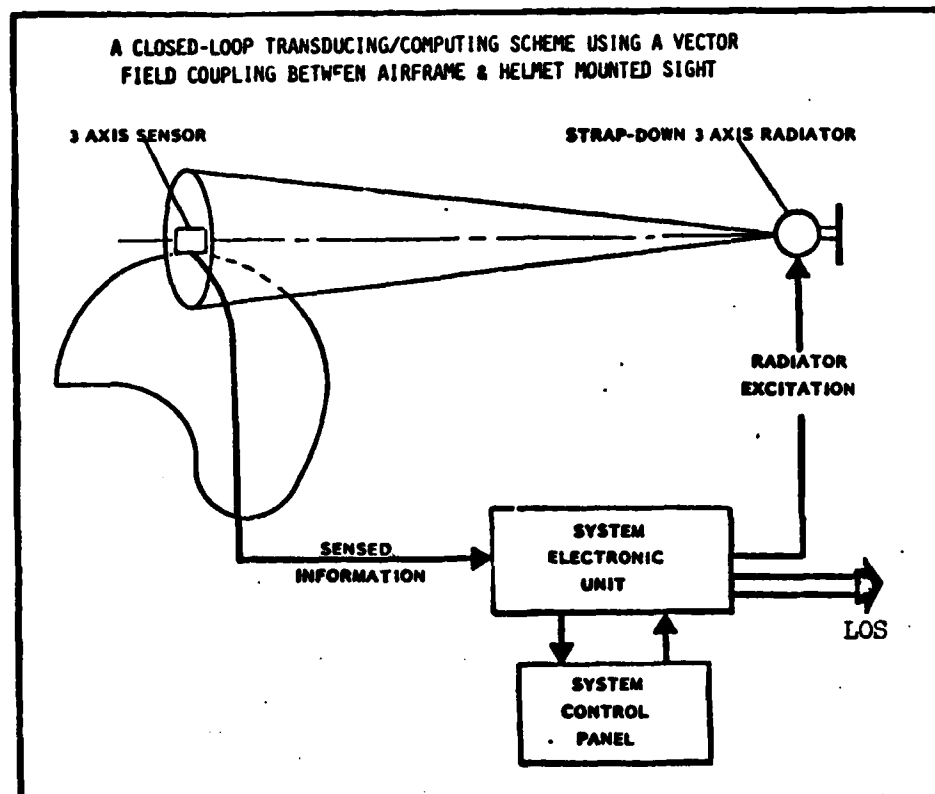 A CLOSED-LOOP TRANSDUCING/COMPUTING SCHEME USING A VECTOR
FIELD COUPLING BETWEEN AIRFRAME & HELMET MOUNTED SIGHT
3 AXIS SENSOR
STRAP-DOWN 3 AXIS RADIATOR
RADIATOR
EXCITATION
SENSED
INFORMATION
SYSTEM
ELECTRONIC
UNIT
LOS
SYSTEM
CONTROL
PANEL